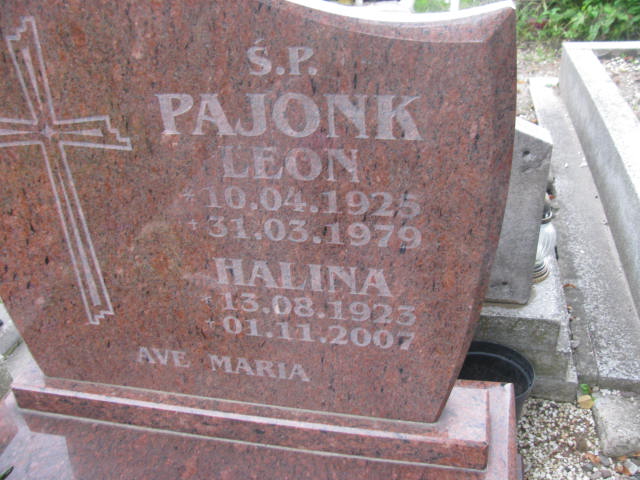 Ś.P.
PAJONK
LEON
* 10.04.1925
+ 31.03.1979
HALINA
* 13.08.1923
+ 01.11.2007
AVE MARIA